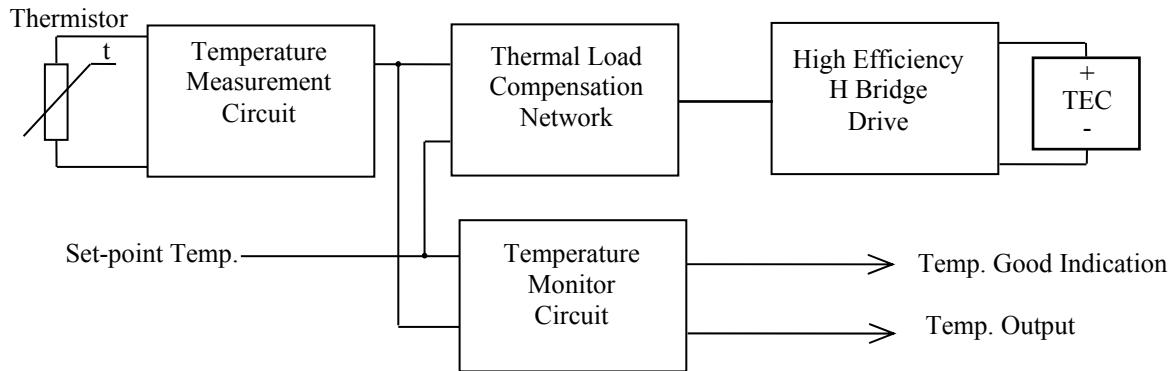 Thermistor
t
Temperature
Measurement
Circuit
Thermal Load
Compensation
Network
High Efficiency
H Bridge
Drive
+
TEC
-
Set-point Temp.
Temperature
Monitor
Circuit
Temp. Good Indication
Temp. Output